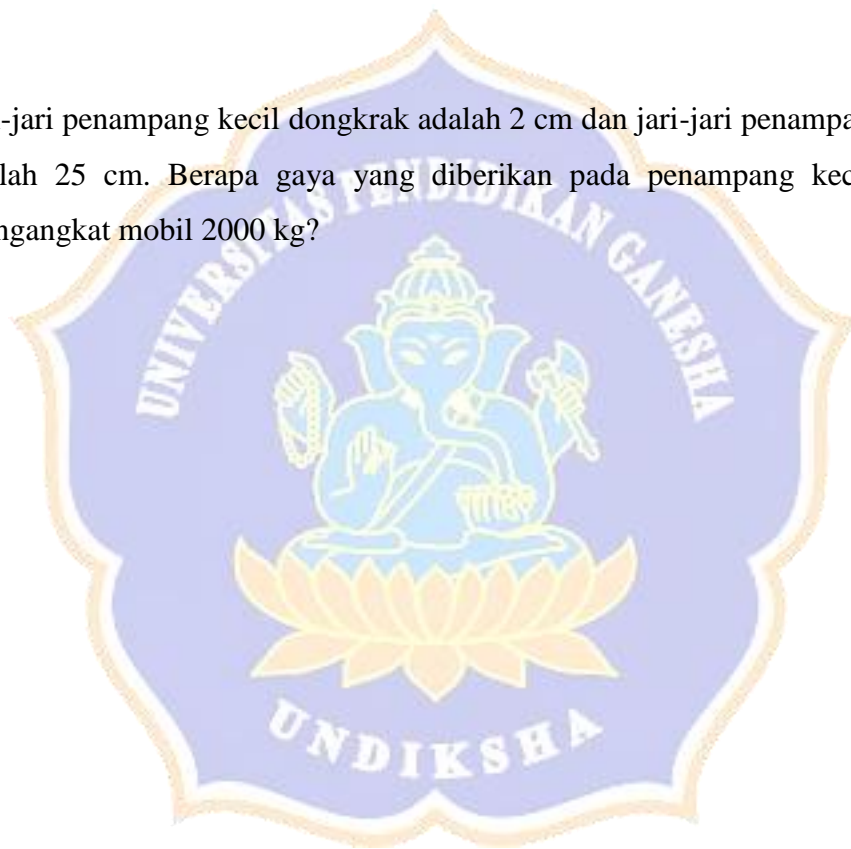 -jari penampang kecil dongkrak adalah 2 cm dan jari-jari penampa
lah 25 cm. Berapa gaya yang diberikan pada penampang kec
ngangkat mobil 2000 kg?
UNIVERSITAS PENDIDIKAN GANESHA
UNDIKSHA